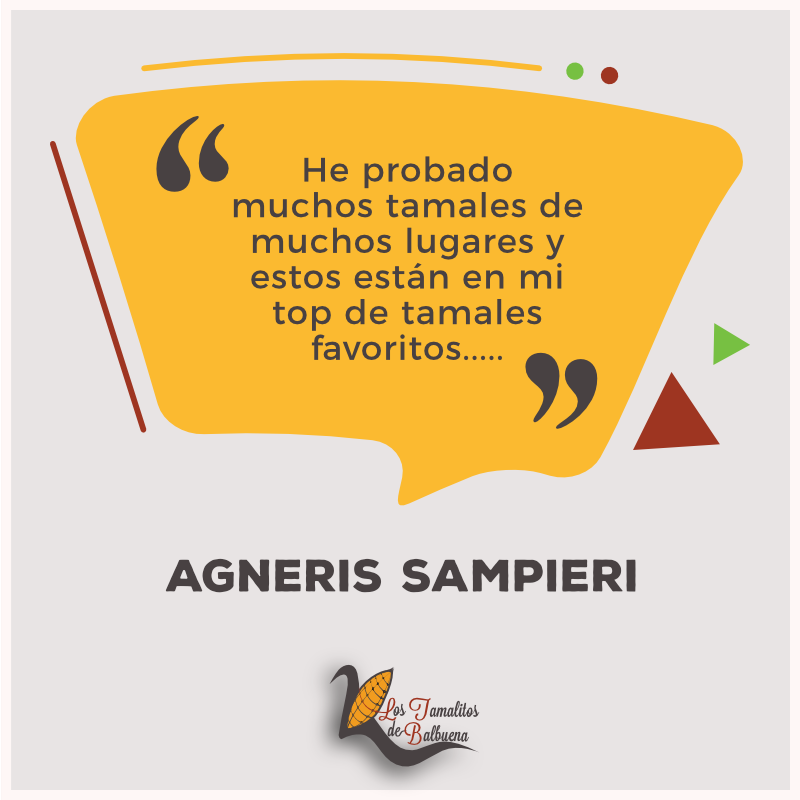 “
He probado
muchos tamales de
muchos lugares y
estos están en mi
top de tamales
favoritos.....
”
AGNERIS SAMPIERI
Los Tamalitos
de Balbuena